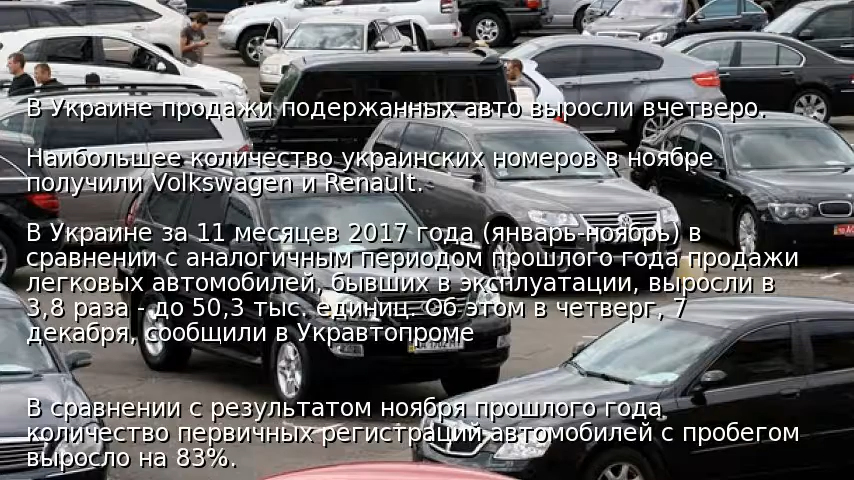 В Украине продажи подержанных авто выросли вчетверо.
Наибольшее количество украинских номеров в ноябре
получили Volkswagen и Renault.
В Украине за 11 месяцев 2017 года (январь-ноябрь) в
сравнении с аналогичным периодом прошлого года продажи
легковых автомобилей, бывших в эксплуатации, выросли в
3,8 раза - до 50,3 тыс. единиц. Об этом в четверг, 7
декабря, сообщили в Укравтопроме
В сравнении с результатом ноября прошлого года
количество первичных регистраций автомобилей с пробегом
выросло на 83%.